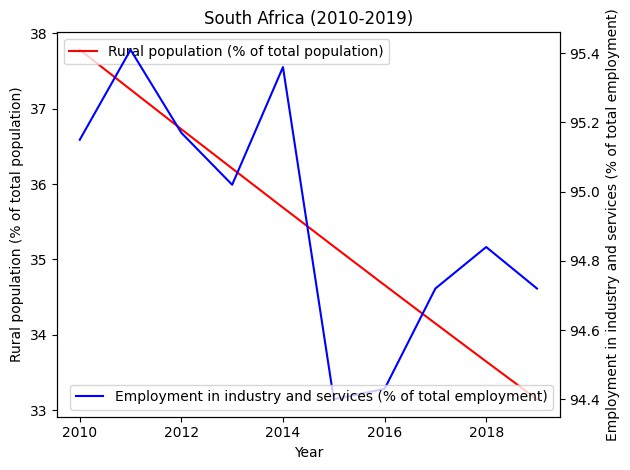 South Africa (2010-2019)
Rural population (% of total population)
Employment in industry and services (% of total employment)
Rural population (% of total population)
38
37
36
35
34
33
95.4
95.2
95.0
94.8
94.6
94.4
Employment in industry and services (% of total employment)
2010 2012 2014 2016 2018
Year